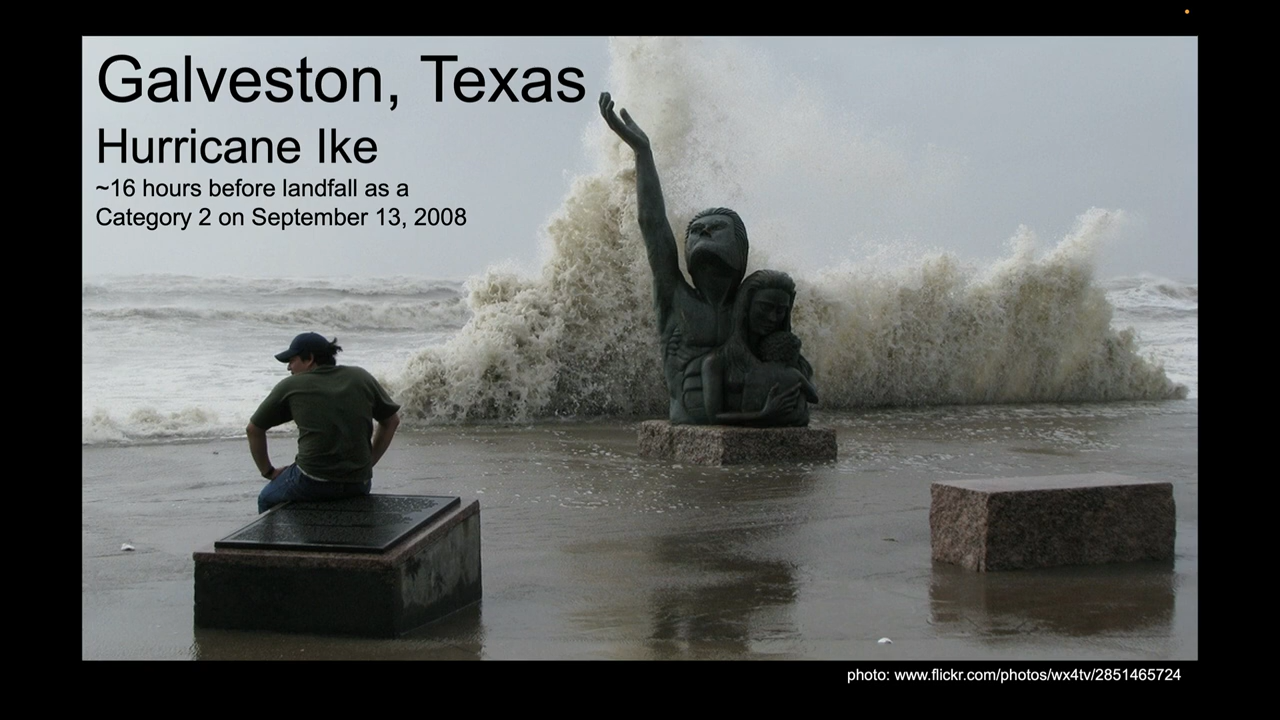 Galveston, Texas
Hurricane Ike
~16 hours before landfall as a
Category 2 on September 13, 2008
photo: www.flickr.com/photos/wx4tv/2851465724